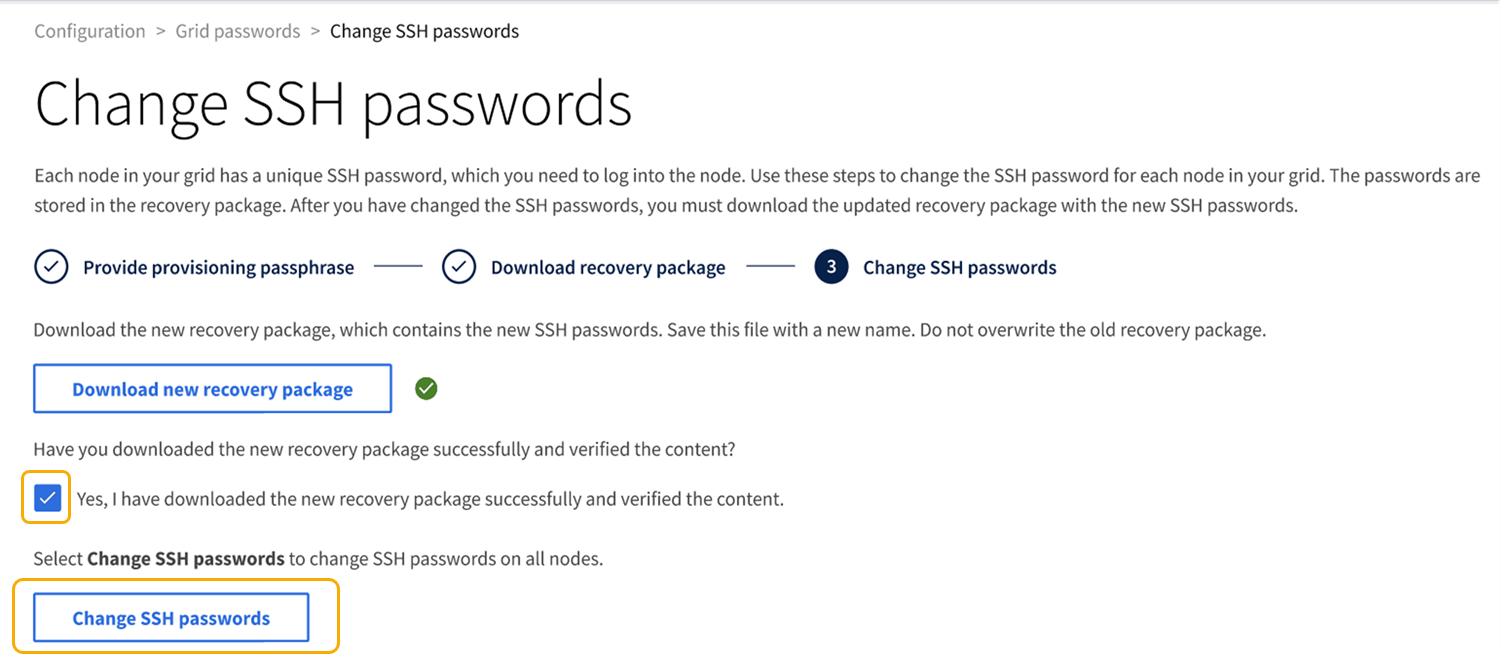 Configuration > Grid passwords > Change SSH passwords
Change SSH passwords
Each node in your grid has a unique SSH password, which you need to log into the node. Use these steps to change the SSH password for each node in your grid. The passwords are
stored in the recovery package. After you have changed the SSH passwords, you must download the updated recovery package with the new SSH passwords.
Provide provisioning passphrase Download recovery package 3 Change SSH passwords
Download the new recovery package, which contains the new SSH passwords. Save this file with a new name. Do not overwrite the old recovery package.
Download new recovery package
Have you downloaded the new recovery package successfully and verified the content?
Yes, I have downloaded the new recovery package successfully and verified the content.
Select Change SSH passwords to change SSH passwords on all nodes.
Change SSH passwords